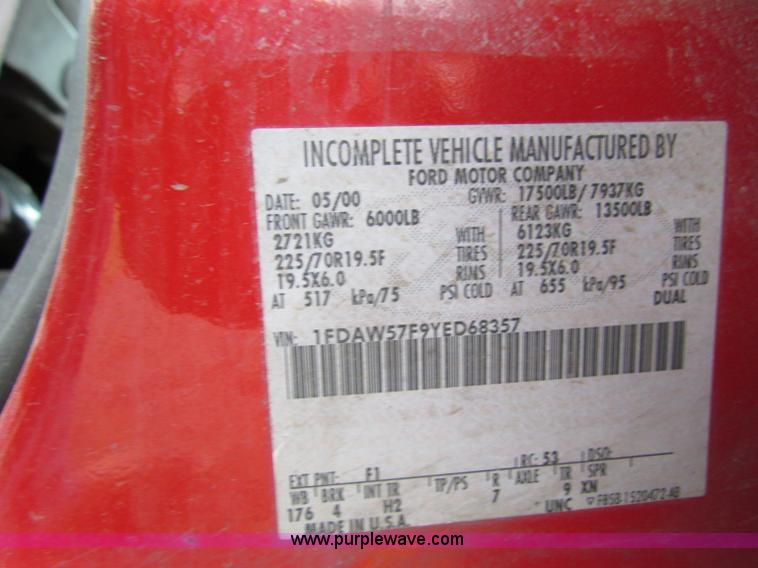 INCOMPLETE VEHICLE MANUFACTURED BY
FORD MOTOR COMPANY
DATE: 05/00 GVWR: 17500LB/ 7937KG
FRONT GAWR: 6000LB REAR GAWR: 13500LB
2721KG WITH 6123KG WITH
225/70R19.5F TIRES 225/70R19.5F TIRES
19.5X6.0 RIMS 19.5X6.0 RIMS
AT 517 kPa/75 PSI COLD AT 655 kPa/95 PSI COLD
DUAL
VIN: 1FDAW57F9YED68357
EXT PNT: F1 RC: 53 DSO:
WB BRK INT TR TP/PS R AXLE TR SPR
176 4 H2 7 9 XN
MADE IN U.S.A. UNC F85B-1520472-AB
www.purplewave.com